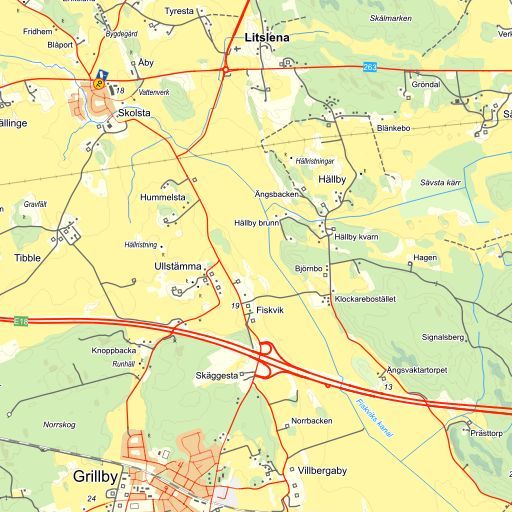 Fridhem
Blåport
Bygdegård
Tyresta
Skälmarken
Litslena
Åby
263
18
Vattenverk
Gröndal
Skolsta
Blänkebo
Hällristningar
Hällby
Sävsta kärr
Ängsbacken
Hummelsta
Gravfält
Hällby brunn
Hällby kvarn
Tibble
Hällristning
Hagen
Ullstämma
Björnbo
Klockarebostället
19
Fiskvik
E18
Signalsberg
Knoppbacka
Runhäll
Skäggesta
Ängsvaktartorpet
13
Fiskviks kanal
Norrskog
Norrbacken
Prästtorp
Grillby
Villbergaby
24